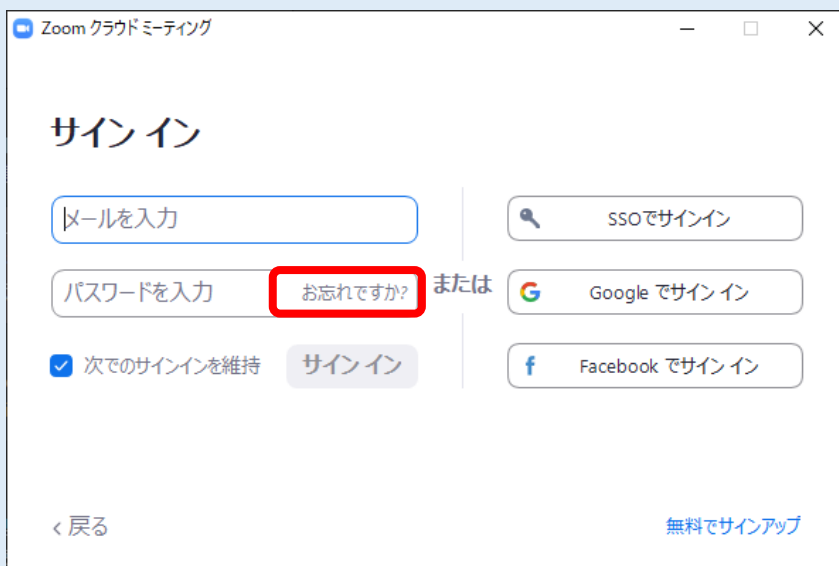 Zoom クラウド ミーティング
サイン イン
メールを入力
パスワードを入力 お忘れですか?
次でのサインインを維持 サイン イン
または
SSOでサインイン
Google でサイン イン
Facebook でサイン イン
‹ 戻る
無料でサインアップ